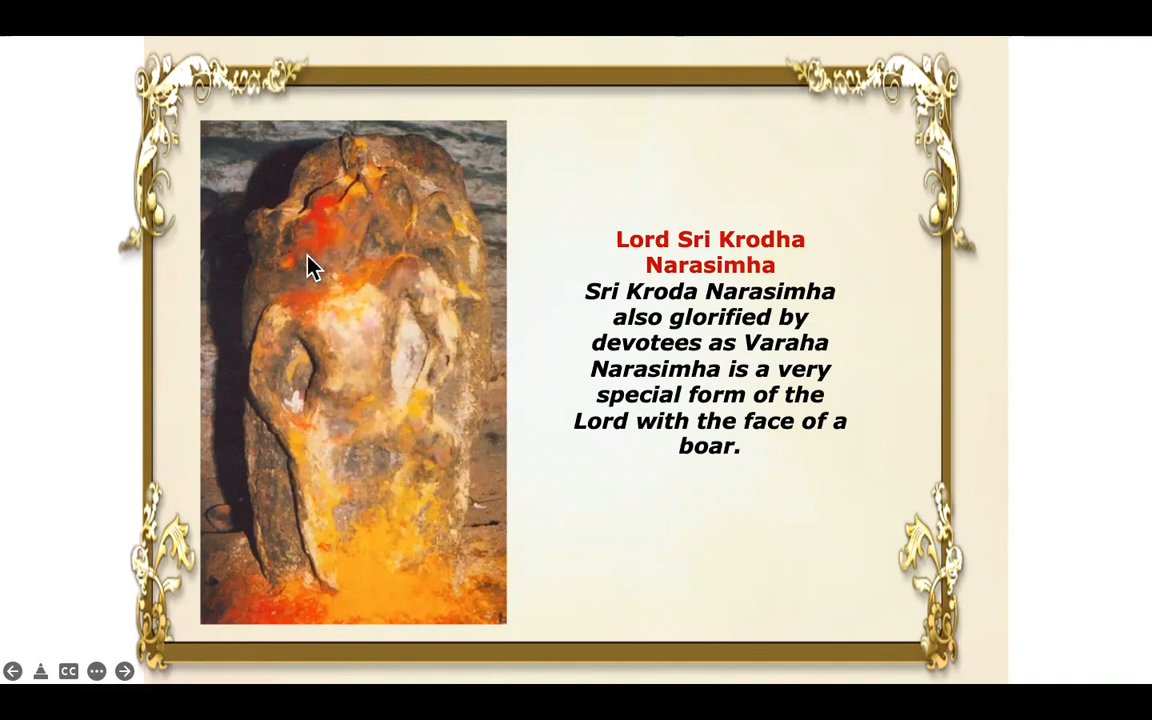 Lord Sri Krodha
Narasimha
Sri Kroda Narasimha
also glorified by
devotees as Varaha
Narasimha is a very
special form of the
Lord with the face of a
boar.
CC